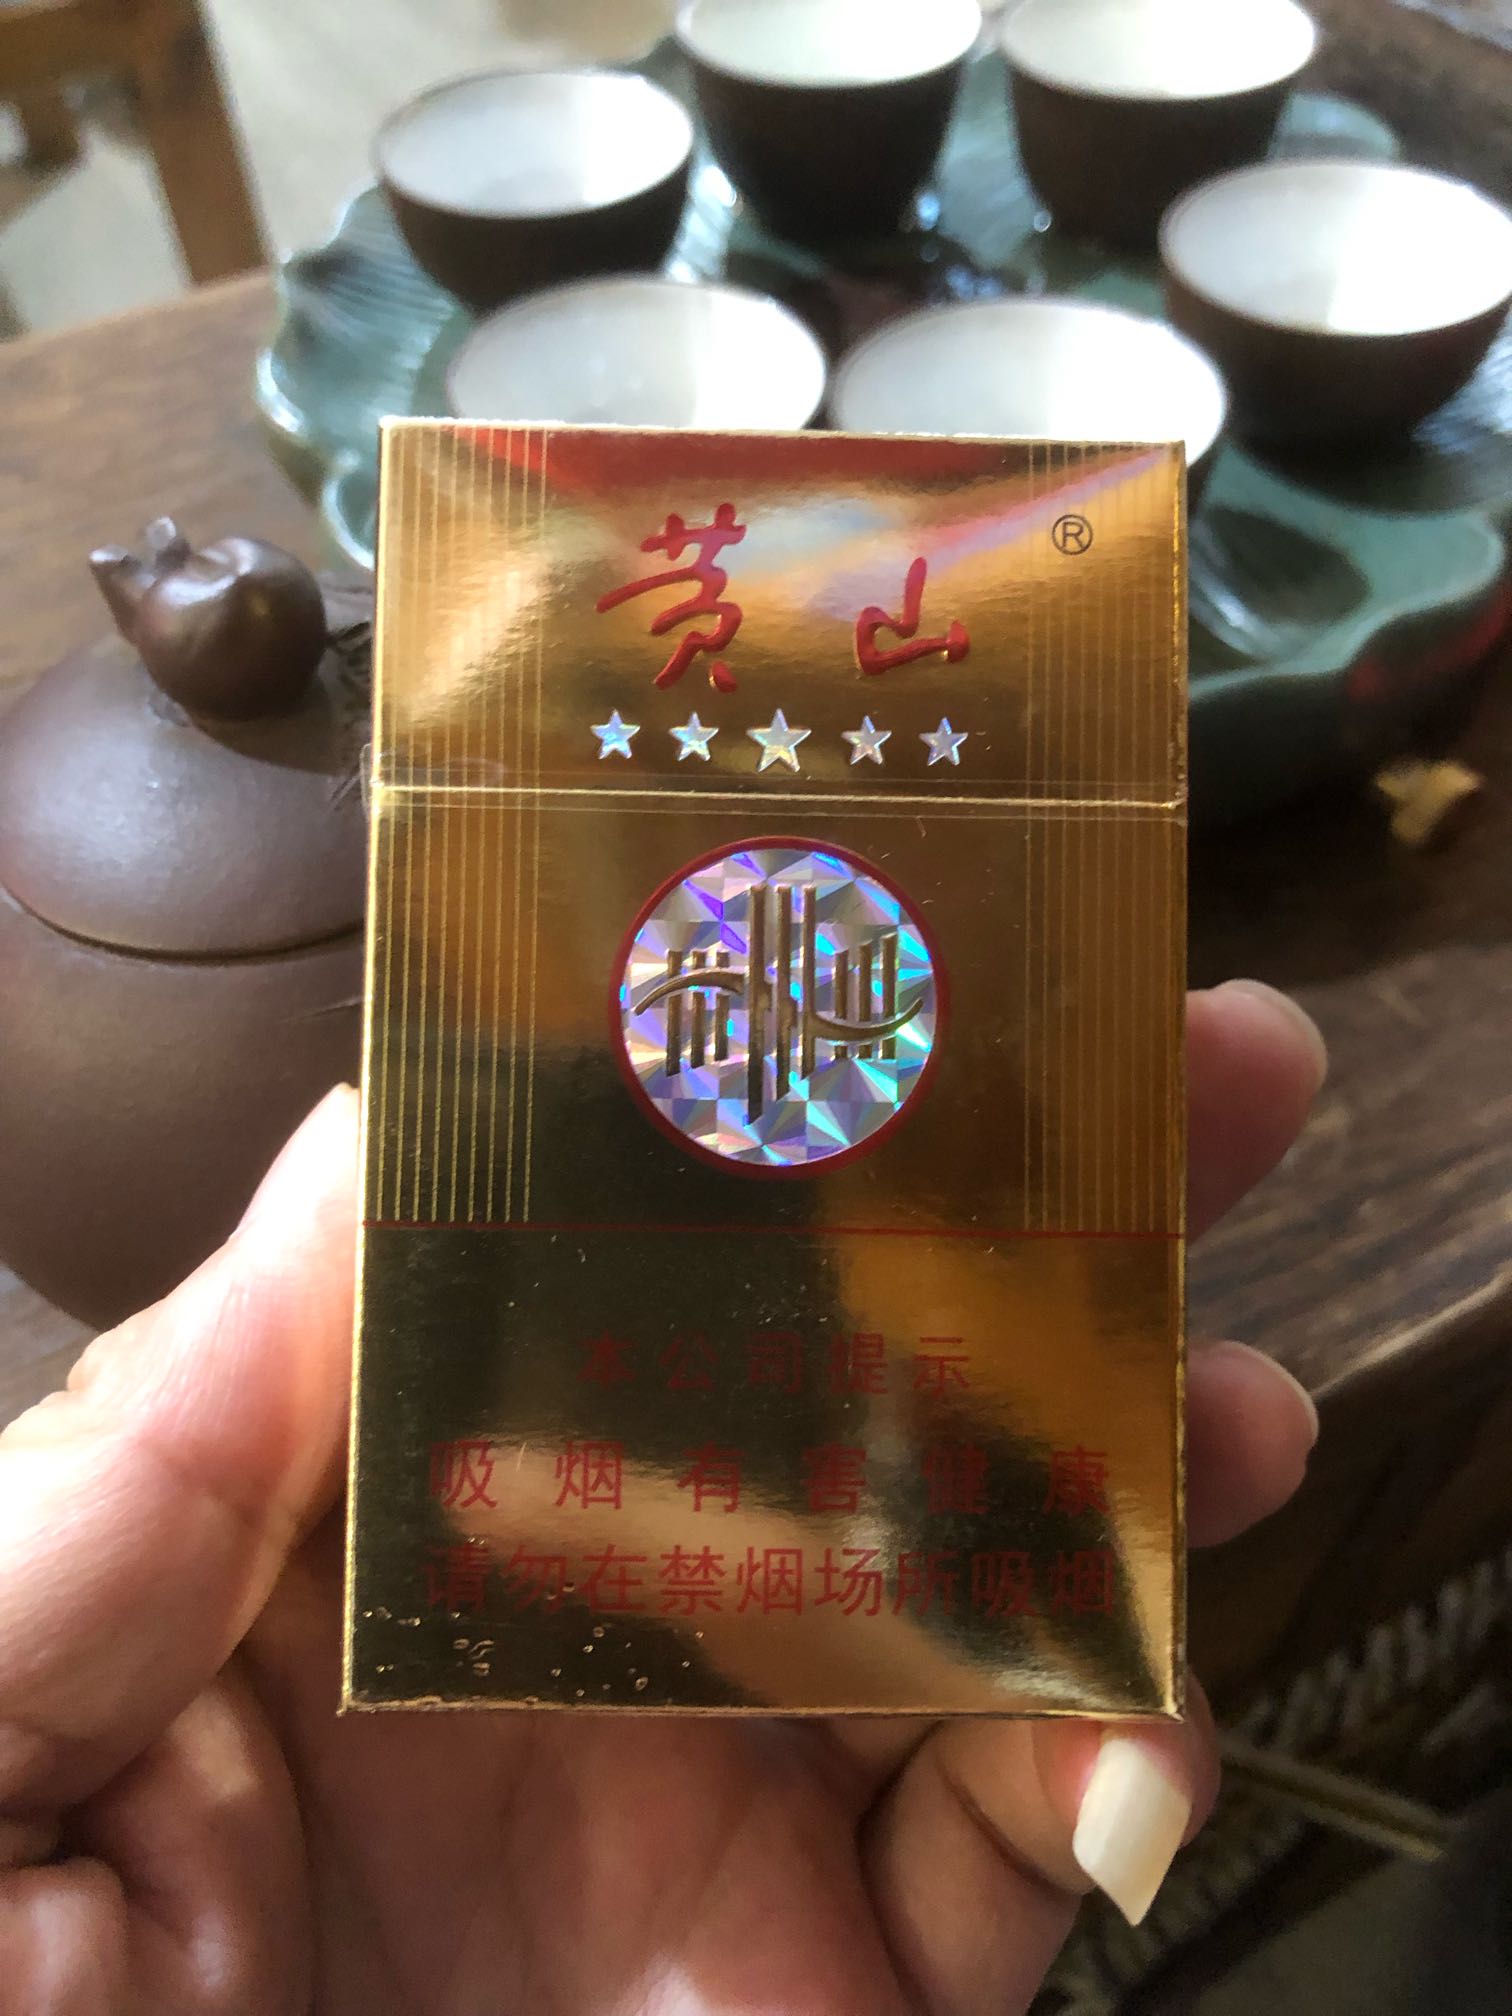 黄山®
本公司提示
吸烟有害健康
请勿在禁烟场所吸烟